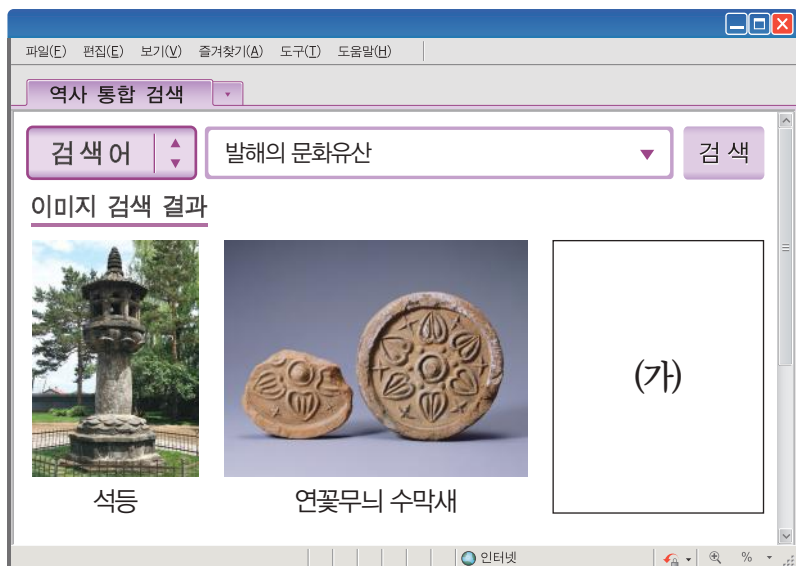 파일(F) 편집(E) 보기(V) 즐겨찾기(A) 도구(T) 도움말(H)
역사 통합 검색
검색어 발해의 문화유산 검색
이미지 검색 결과
(가)
석등 연꽃무늬 수막새
인터넷 %